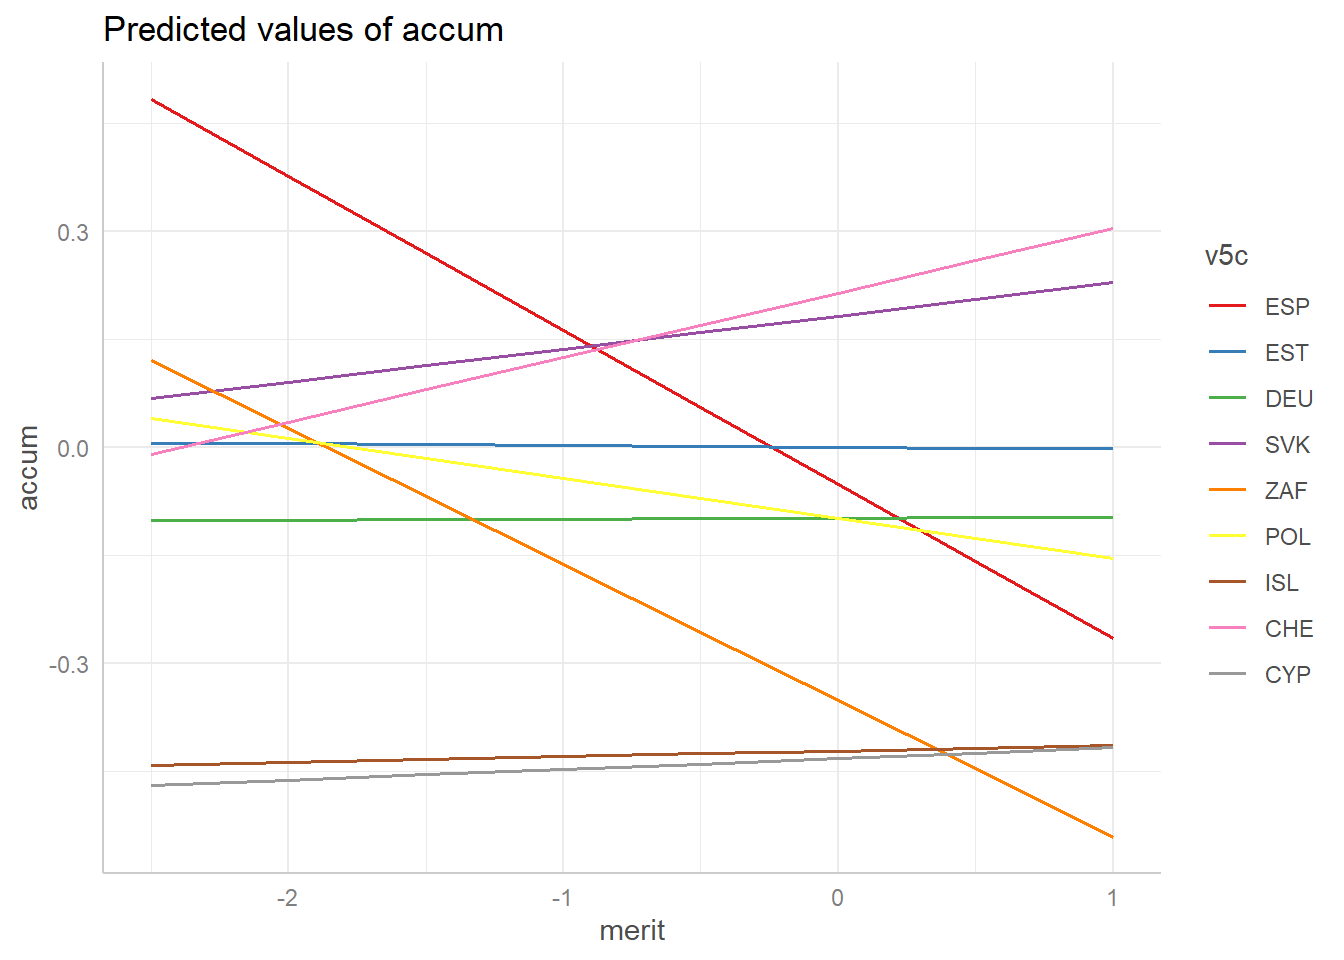 Predicted values of accum
accum
0.3
0.0
-0.3
-2
-1
0
1
merit
v5c
ESP
EST
DEU
SVK
ZAF
POL
ISL
CHE
CYP